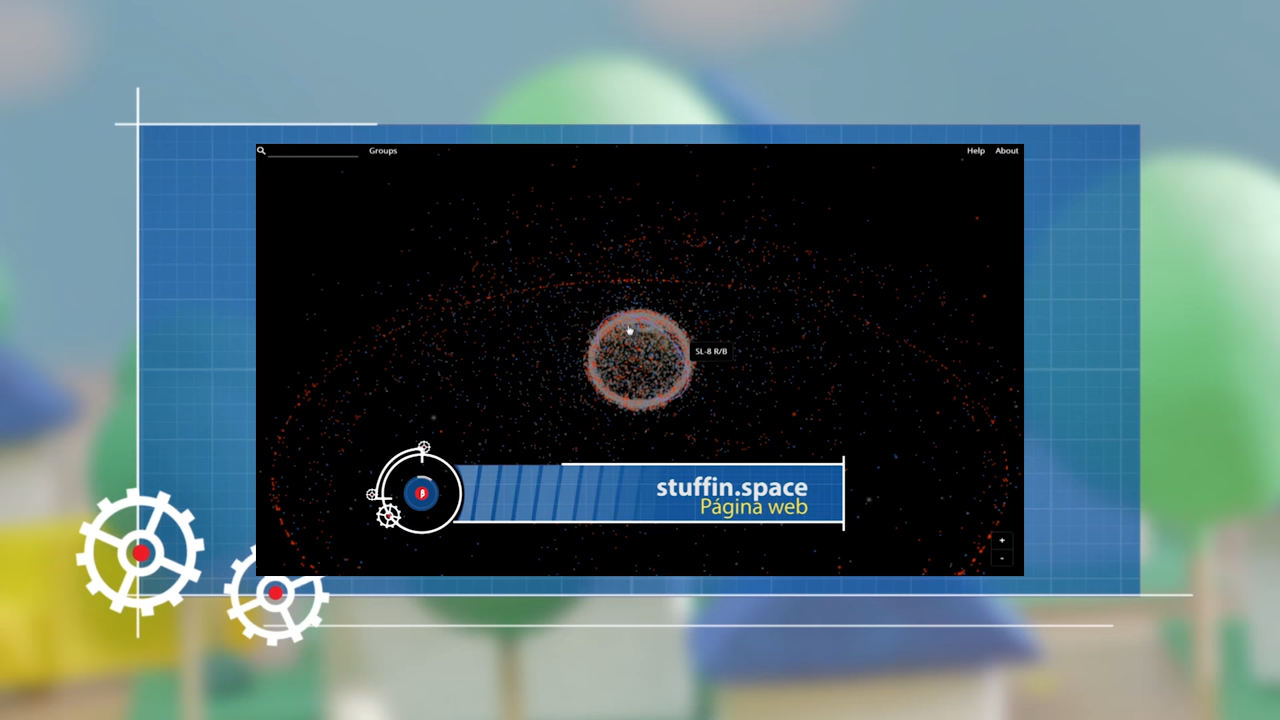 Groups
Help
About
SL-8 R/B
stuffin.space
Página web
β
+
-